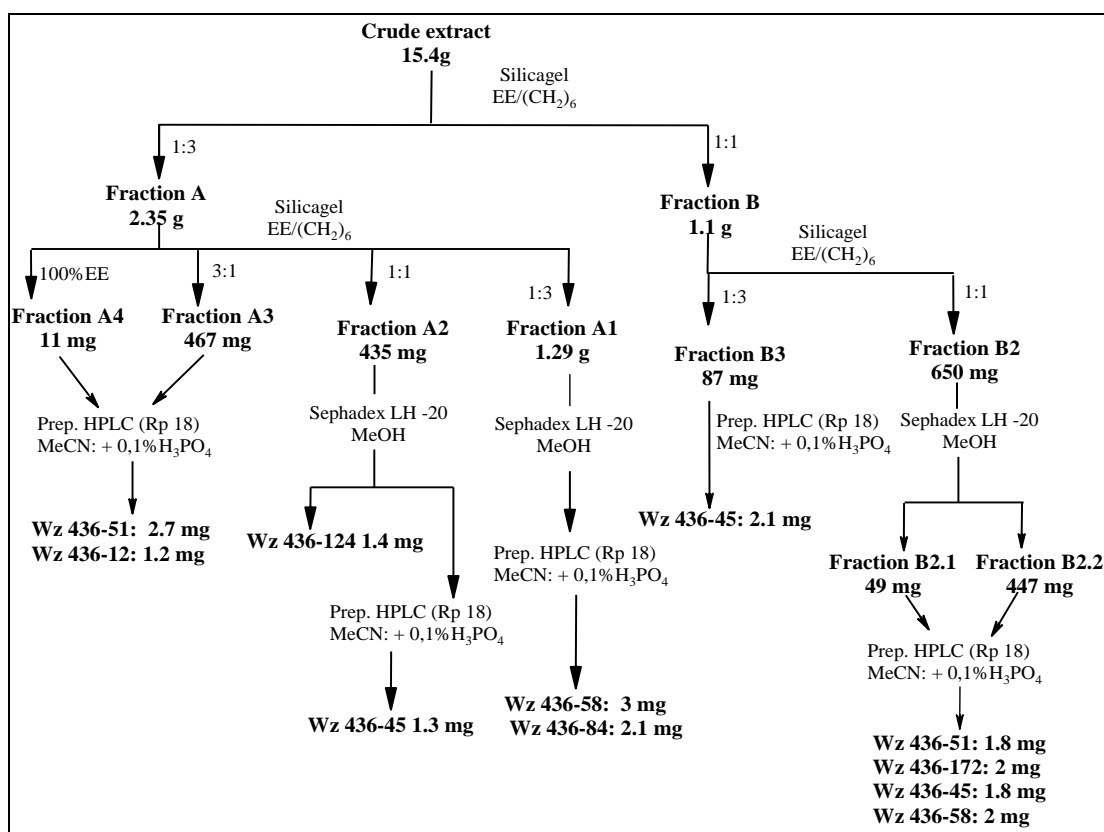 Crude extract
15.4g
Silicagel
EE/(CH2)6
1:3
1:1
Fraction A
2.35 g
Fraction B
1.1 g
Silicagel
EE/(CH2)6
Silicagel
EE/(CH2)6
100%EE
3:1
1:1
1:3
1:3
1:1
Fraction A4
11 mg
Fraction A3
467 mg
Fraction A2
435 mg
Fraction A1
1.29 g
Fraction B3
87 mg
Fraction B2
650 mg
Prep. HPLC (Rp 18)
MeCN: + 0,1%H3PO4
Sephadex LH -20
MeOH
Sephadex LH -20
MeOH
Prep. HPLC (Rp 18)
MeCN: + 0,1%H3PO4
Sephadex LH -20
MeOH
Wz 436-51: 2.7 mg
Wz 436-12: 1.2 mg
Wz 436-124 1.4 mg
Wz 436-45: 2.1 mg
Prep. HPLC (Rp 18)
MeCN: + 0,1%H3PO4
Fraction B2.1
49 mg
Fraction B2.2
447 mg
Prep. HPLC (Rp 18)
MeCN: + 0,1%H3PO4
Prep. HPLC (Rp 18)
MeCN: + 0,1%H3PO4
Wz 436-45 1.3 mg
Wz 436-58: 3 mg
Wz 436-84: 2.1 mg
Wz 436-51: 1.8 mg
Wz 436-172: 2 mg
Wz 436-45: 1.8 mg
Wz 436-58: 2 mg